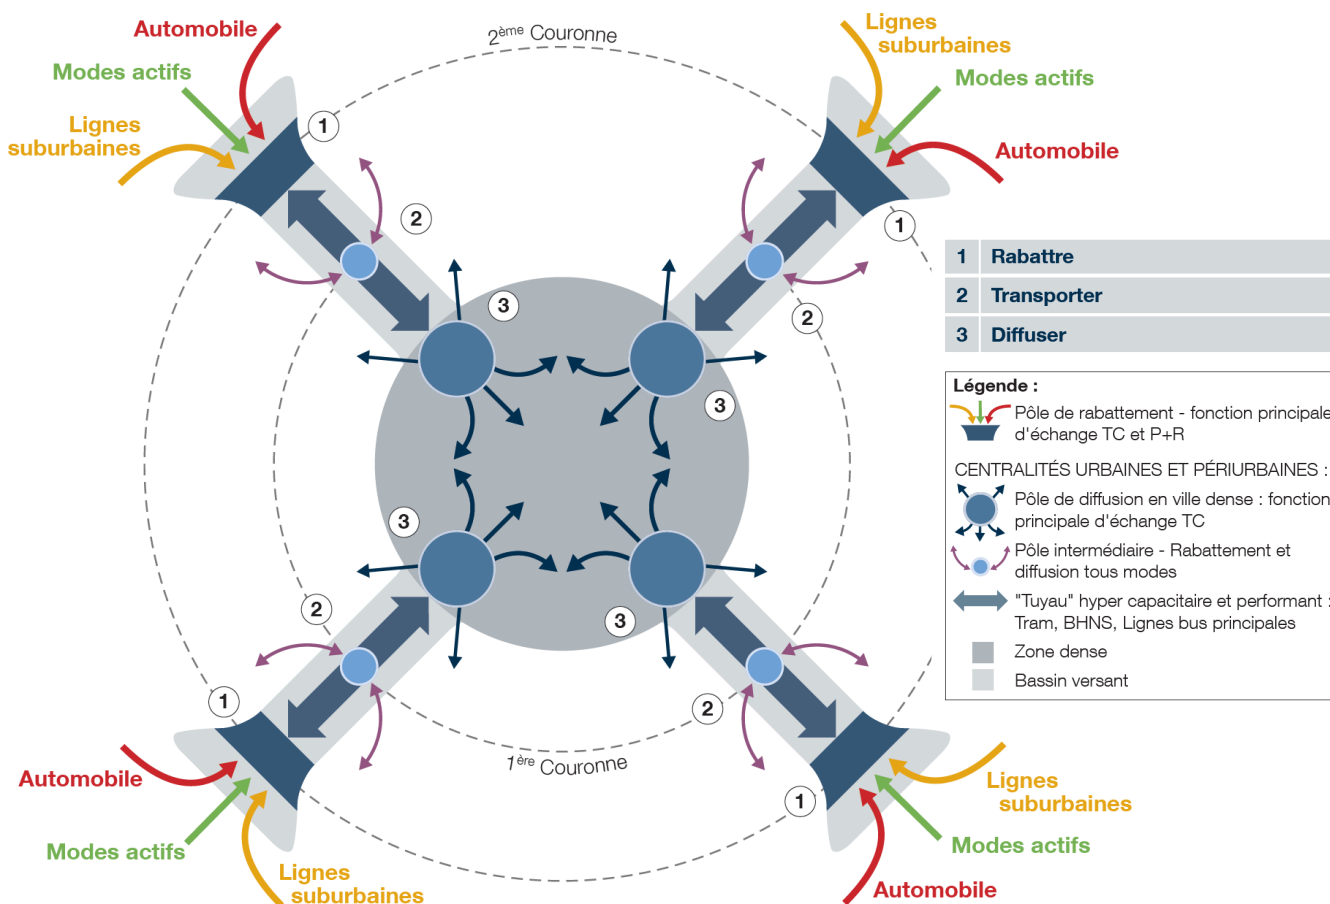 Automobile
Modes actifs
Lignes
suburbaines
1
2ème Couronne
Lignes
suburbaines
Modes actifs
Automobile
1
2
2
3
3
3
3
2
2
1
1
1ère Couronne
Automobile
Modes actifs
Lignes
suburbaines
Lignes
suburbaines
Modes actifs
Automobile
1 Rabattre
2 Transporter
3 Diffuser
Légende :
Pôle de rabattement - fonction principale
d'échange TC et P+R
CENTRALITÉS URBAINES ET PÉRIURBAINES :
Pôle de diffusion en ville dense : fonction
principale d'échange TC
Pôle intermédiaire - Rabattement et
diffusion tous modes
"Tuyau" hyper capacitaire et performant :
Tram, BHNS, Lignes bus principales
Zone dense
Bassin versant